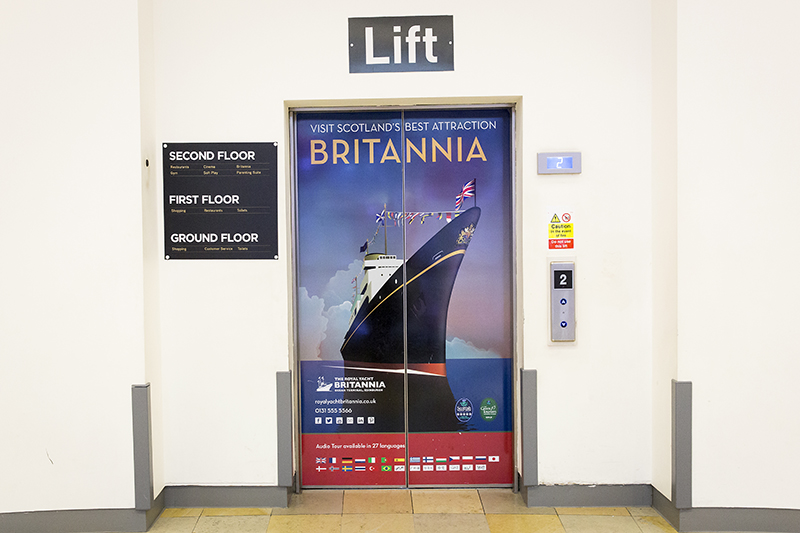 Lift
SECOND FLOOR
Restaurants Cinema Britannia
Gym Soft Play Parenting Suite
FIRST FLOOR
Shopping Restaurants Toilets
GROUND FLOOR
Shopping Customer Service Toilets
VISIT SCOTLAND'S BEST ATTRACTION
BRITANNIA
THE ROYAL YACHT
BRITANNIA
OCEAN TERMINAL, EDINBURGH
royalyachtbritannia.co.uk
0131 555 5566
Audio Tour available in 27 languages
2
Caution
in the event
of fire
Do not use
this lift
2